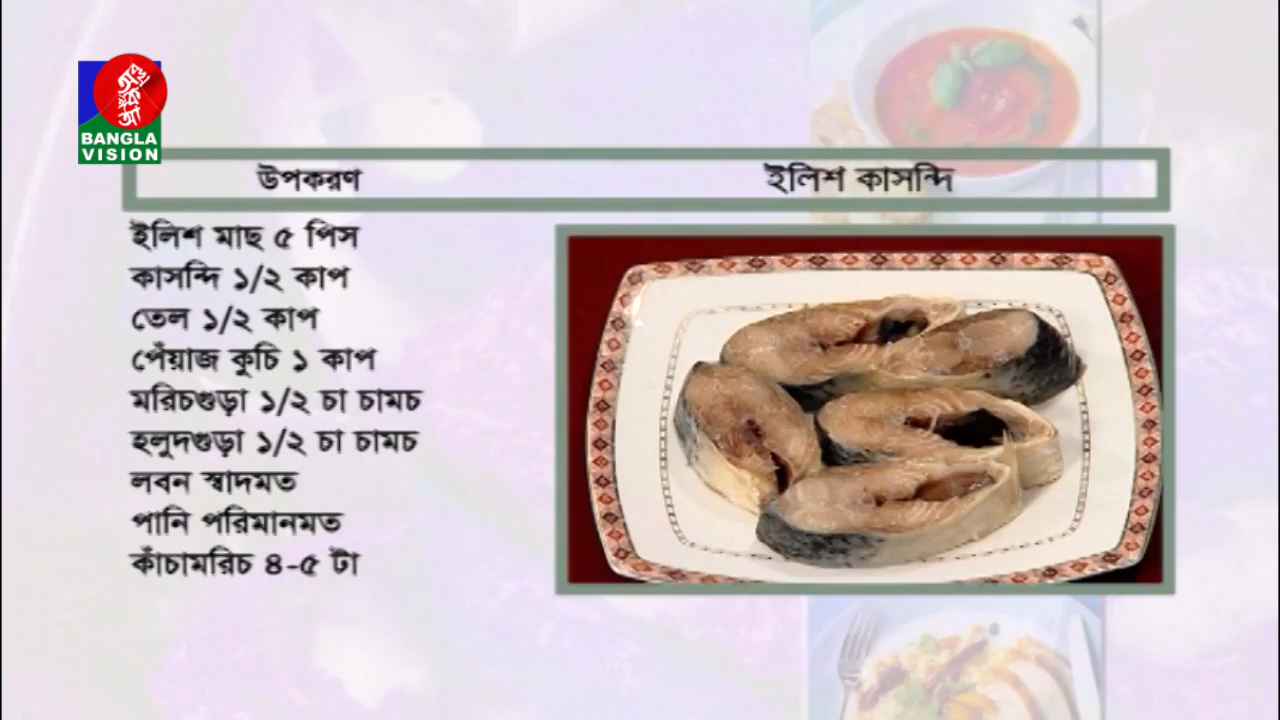 BANGLA
VISION
উপকরণ
ইলিশ কাসন্দি
ইলিশ মাছ ৫ পিস
কাসন্দি ১/২ কাপ
তেল ১/২ কাপ
পেঁয়াজ কুচি ১ কাপ
মরিচগুড়া ১/২ চা চামচ
হলুদগুড়া ১/২ চা চামচ
লবন স্বাদমত
পানি পরিমানমত
কাঁচামরিচ ৪-৫ টা